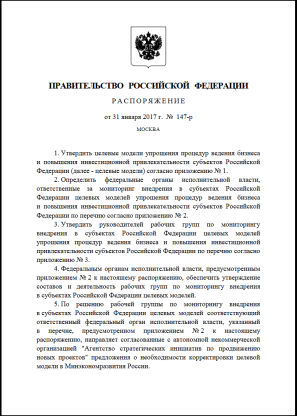 ПРАВИТЕЛЬСТВО РОССИЙСКОЙ ФЕДЕРАЦИИ
РАСПОРЯЖЕНИЕ
от 31 января 2017 г. № 147-р
МОСКВА
1. Утвердить целевые модели упрощения процедур ведения бизнеса
и повышения инвестиционной привлекательности субъектов Российской
Федерации (далее - целевые модели) согласно приложению № 1.
2. Определить федеральные органы исполнительной власти,
ответственные за мониторинг внедрения в субъектах Российской
Федерации целевых моделей упрощения процедур ведения бизнеса и
повышения инвестиционной привлекательности субъектов Российской
Федерации по перечню согласно приложению № 2.
3. Утвердить руководителей рабочих групп по мониторингу
внедрения в субъектах Российской Федерации целевых моделей
упрощения процедур ведения бизнеса и повышения инвестиционной
привлекательности субъектов Российской Федерации по перечню согласно
приложению № 3.
4. Федеральным органам исполнительной власти, предусмотренным
приложением № 2 к настоящему распоряжению, обеспечить утверждение
составов и деятельность рабочих групп по мониторингу внедрения
в субъектах Российской Федерации целевых моделей.
5. По решению рабочей группы по мониторингу внедрения
в субъектах Российской Федерации целевых моделей соответствующий
ответственный федеральный орган исполнительной власти, указанный
в перечне, предусмотренном приложением № 2 к настоящему
распоряжению, направляет согласованные с автономной некоммерческой
организацией "Агентство стратегических инициатив по продвижению
новых проектов" предложения о необходимости корректировки целевой
модели в Минэкономразвития России.